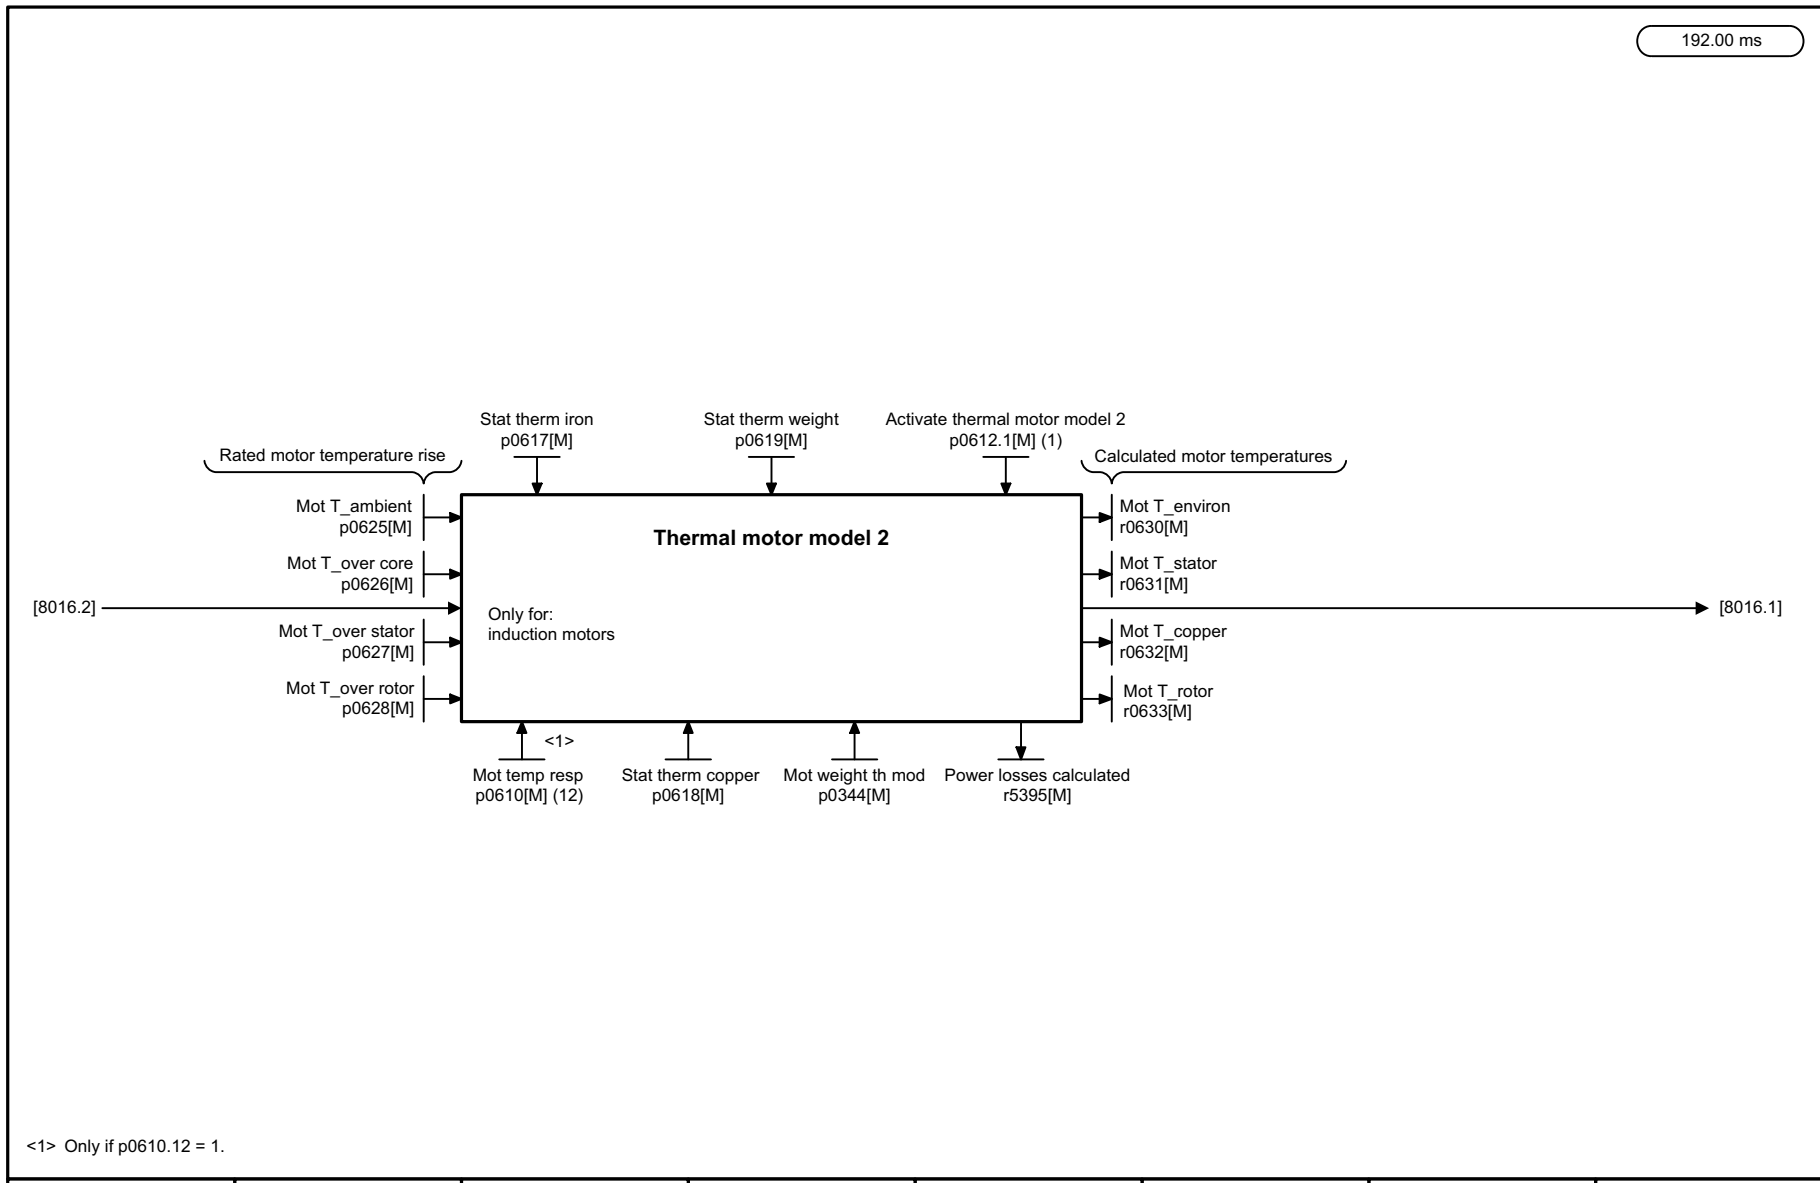 192.00 ms
Stat therm iron
p0617[M]
Stat therm weight
p0619[M]
Activate thermal motor model 2
p0612.1[M] (1)
Rated motor temperature rise
Calculated motor temperatures
Mot T_ambient
p0625[M]
Mot T_over core
p0626[M]
[8016.2]
Mot T_over stator
p0627[M]
Mot T_over rotor
p0628[M]
Thermal motor model 2
Only for:
induction motors
Mot T_environ
r0630[M]
Mot T_stator
r0631[M]
[8016.1]
Mot T_copper
r0632[M]
Mot T_rotor
r0633[M]
<1>
Mot temp resp
p0610[M] (12)
Stat therm copper
p0618[M]
Mot weight th mod
p0344[M]
Power losses calculated
r5395[M]
<1> Only if p0610.12 = 1.